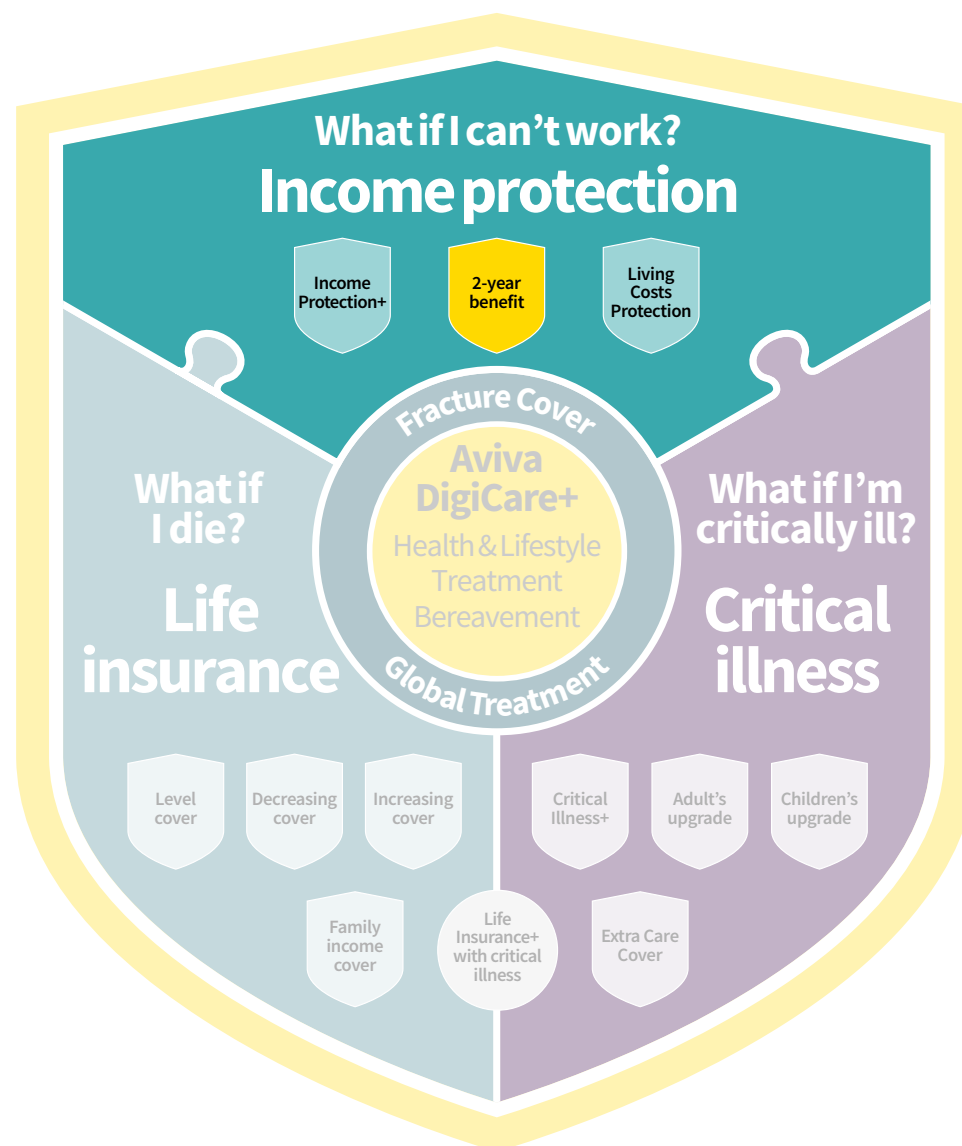 What if I can’t work?
Income protection
Income
Protection+
2-year
benefit
Living
Costs
Protection
Fracture Cover
Aviva
DigiCare+
Health & Lifestyle
Treatment
Bereavement
Global Treatment
What if
I die?
Life
insurance
What if I’m
critically ill?
Critical
illness
Level
cover
Decreasing
cover
Increasing
cover
Critical
Illness+
Adult’s
upgrade
Children’s
upgrade
Family
income
cover
Life
Insurance+
with critical
illness
Extra Care
Cover